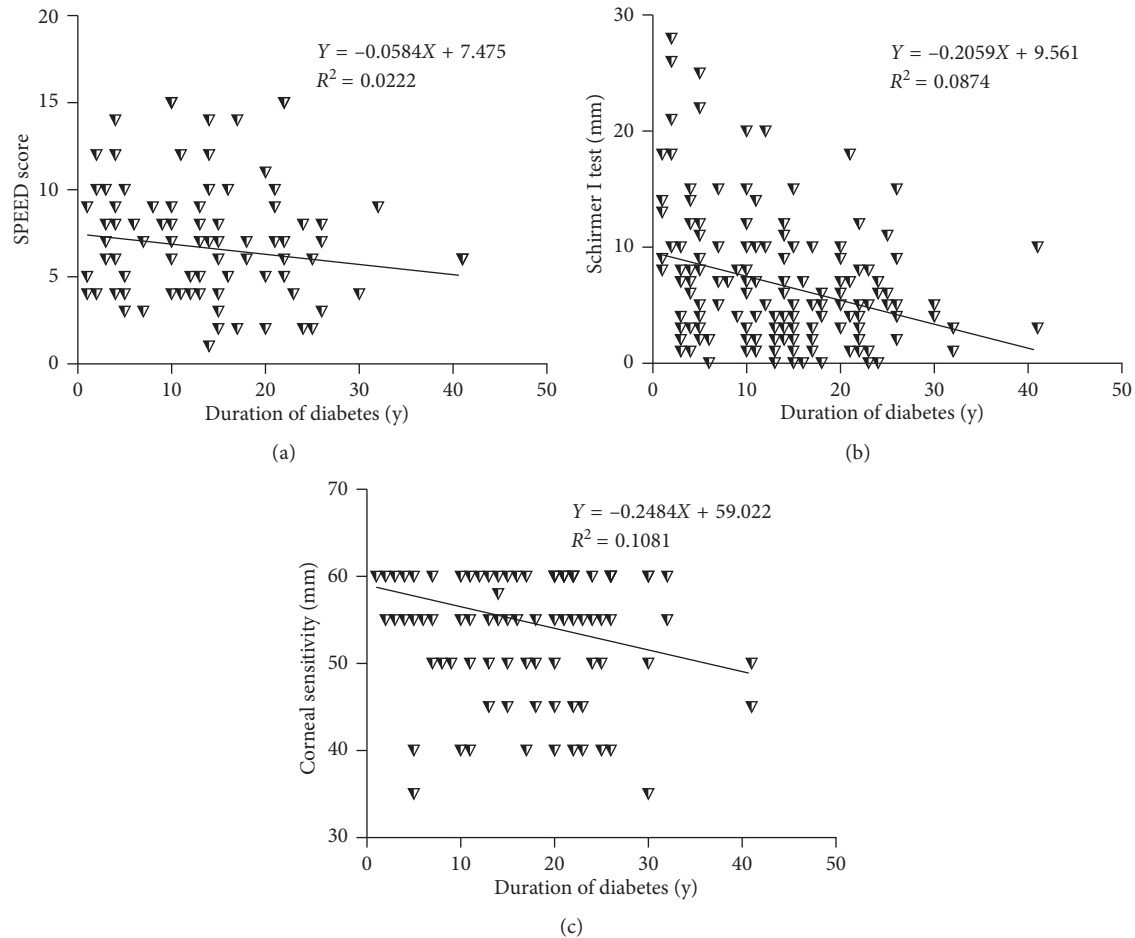 20
15
10
5
0
SPEED score
Y = –0.0584X + 7.475
R² = 0.0222
0 10 20 30 40 50
Duration of diabetes (y)
(a)
30
20
10
0
Schirmer I test (mm)
Y = –0.2059X + 9.561
R² = 0.0874
0 10 20 30 40 50
Duration of diabetes (y)
(b)
70
60
50
40
30
Corneal sensitivity (mm)
Y = –0.2484X + 59.022
R² = 0.1081
0 10 20 30 40 50
Duration of diabetes (y)
(c)